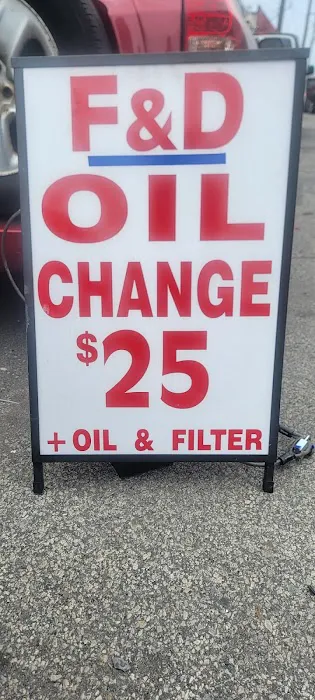 F&D
OIL
CHANGE
$25
+ OIL & FILTER